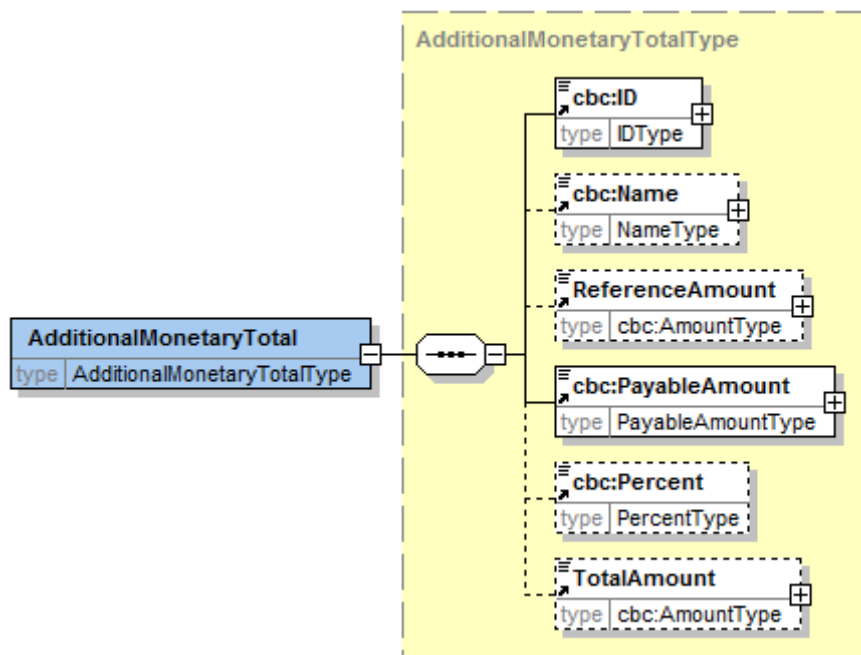 AdditionalMonetaryTotalType
cbc:ID
type IDType
cbc:Name
type NameType
ReferenceAmount
type cbc:AmountType
AdditionalMonetaryTotal
type AdditionalMonetaryTotalType
cbc:PayableAmount
type PayableAmountType
cbc:Percent
type PercentType
TotalAmount
type cbc:AmountType